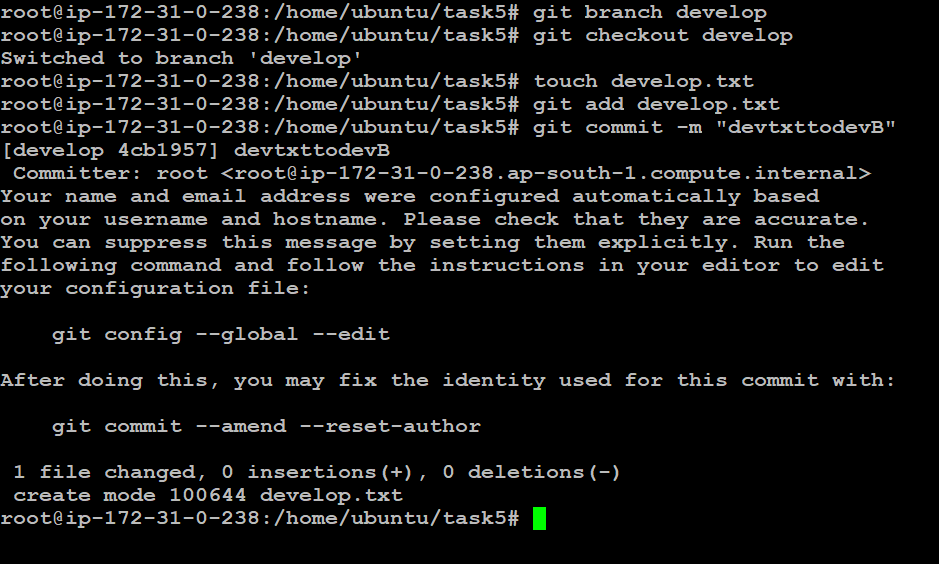 root@ip-172-31-0-238:/home/ubuntu/task5# git branch develop
root@ip-172-31-0-238:/home/ubuntu/task5# git checkout develop
Switched to branch 'develop'
root@ip-172-31-0-238:/home/ubuntu/task5# touch develop.txt
root@ip-172-31-0-238:/home/ubuntu/task5# git add develop.txt
root@ip-172-31-0-238:/home/ubuntu/task5# git commit -m "devtxttodevB"
[develop 4cb1957] devtxttodevB
 Committer: root <root@ip-172-31-0-238.ap-south-1.compute.internal>
Your name and email address were configured automatically based
on your username and hostname. Please check that they are accurate.
You can suppress this message by setting them explicitly. Run the
following command and follow the instructions in your editor to edit
your configuration file:

    git config --global --edit

After doing this, you may fix the identity used for this commit with:

    git commit --amend --reset-author

 1 file changed, 0 insertions(+), 0 deletions(-)
 create mode 100644 develop.txt
root@ip-172-31-0-238:/home/ubuntu/task5#